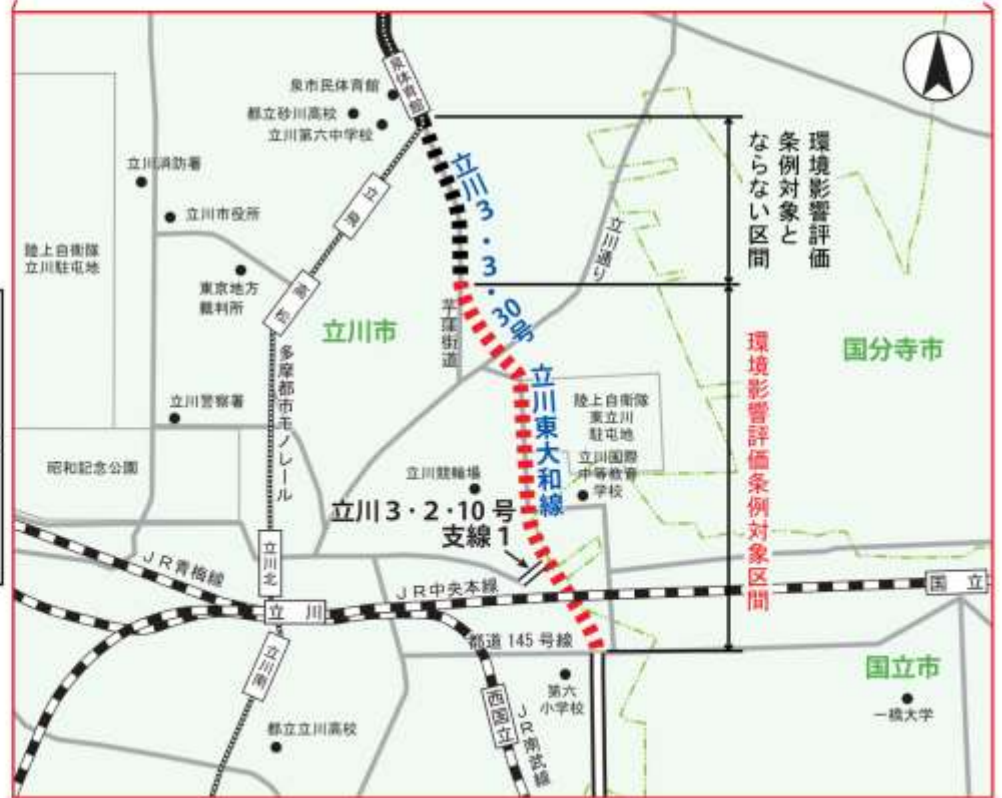 泉体育館
泉市民体育館
都立砂川高校
立川第六中学校
立川消防署
立川市役所
立飛
陸上自衛隊
立川駐屯地
東京地方
裁判所
高松
立川市
立川3・3・30号
立川東大和線
芋窪街道
立川通り
環境影響評価
条例対象と
ならない区間
環境影響評価条例対象区間
国分寺市
立川警察署
昭和記念公園
多摩都市モノレール
陸上自衛隊
東立川
駐屯地
立川国際
中等教育
学校
立川競輪場
立川3・2・10号
支線1
JR青梅線
立川北
立川
JR中央本線
国立
都道145号線
立川南
西国立
JR南武線
第六
小学校
国立市
一橋大学
都立立川高校